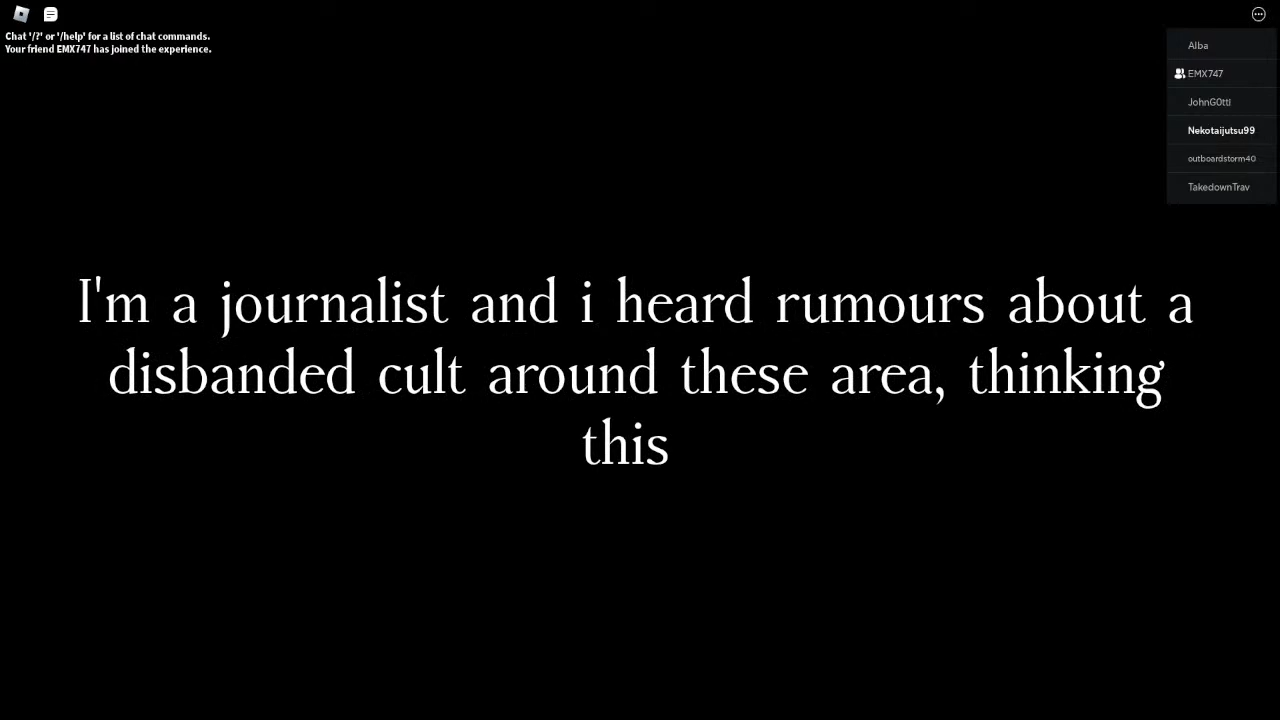 Chat '/?' or '/help' for a list of chat commands.
Your friend EMX747 has joined the experience.
Alba
EMX747
JohnG0tti
Nekotaijutsu99
outboardstorm40
TakedownTrav
I'm a journalist and i heard rumours about a
disbanded cult around these area, thinking
this